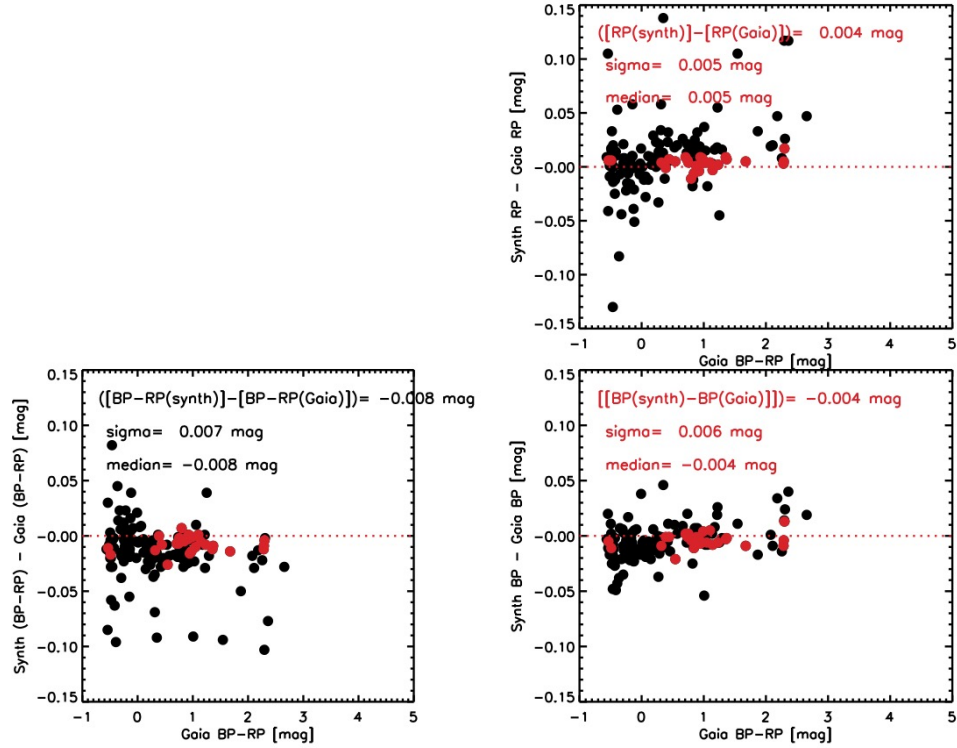 ([RP(synth)]-[RP(Gaia)])= 0.004 mag
sigma= 0.005 mag
median= 0.005 mag
0.15
0.10
0.05
-0.00
-0.05
-0.10
-0.15
Synth RP - Gaia RP [mag]
-1 0 1 2 3 4 5
Gaia BP-RP [mag]
([BP-RP(synth)]-[BP-RP(Gaia)])= -0.008 mag
sigma= 0.007 mag
median= -0.008 mag
0.15
0.10
0.05
-0.00
-0.05
-0.10
-0.15
Synth (BP-RP) - Gaia (BP-RP) [mag]
-1 0 1 2 3 4 5
Gaia BP-RP [mag]
[[BP(synth)-BP(Gaia)]])= -0.004 mag
sigma= 0.006 mag
median= -0.004 mag
0.15
0.10
0.05
-0.00
-0.05
-0.10
-0.15
Synth BP - Gaia BP [mag]
-1 0 1 2 3 4 5
Gaia BP-RP [mag]